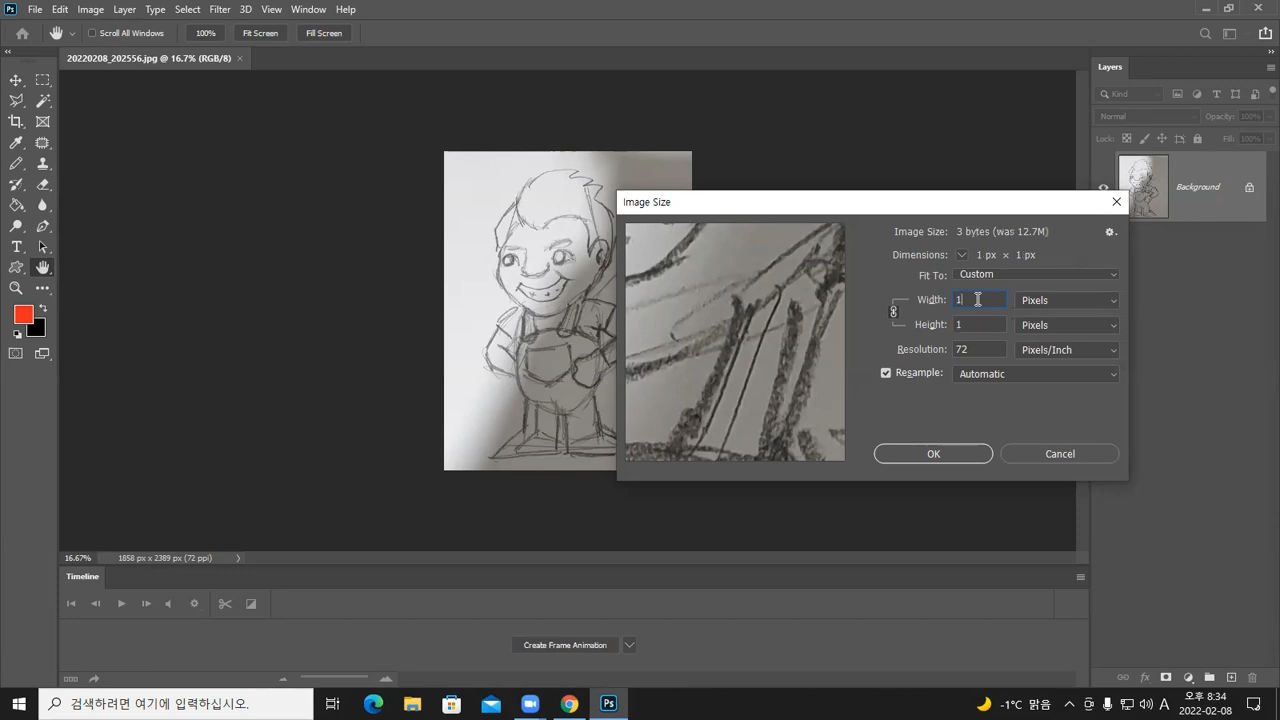 Ps File Edit Image Layer Type Select Filter 3D View Window Help
Scroll All Windows 100% Fit Screen Fill Screen
20220208_202556.jpg @ 16.7% (RGB/8) ×
Layers
Kind
Normal Opacity: 100%
Lock: Fill: 100%
Background
Image Size
Image Size: 3 bytes (was 12.7M)
Dimensions: 1 px × 1 px
Fit To: Custom
Width: 1 Pixels
Height: 1 Pixels
Resolution: 72 Pixels/Inch
Resample: Automatic
OK Cancel
16.67% 1858 px x 2389 px (72 ppi)
Timeline
Create Frame Animation
fx
검색하려면 여기에 입력하십시오.
Ps
-1°C 맑음
A
오후 8:34
2022-02-08